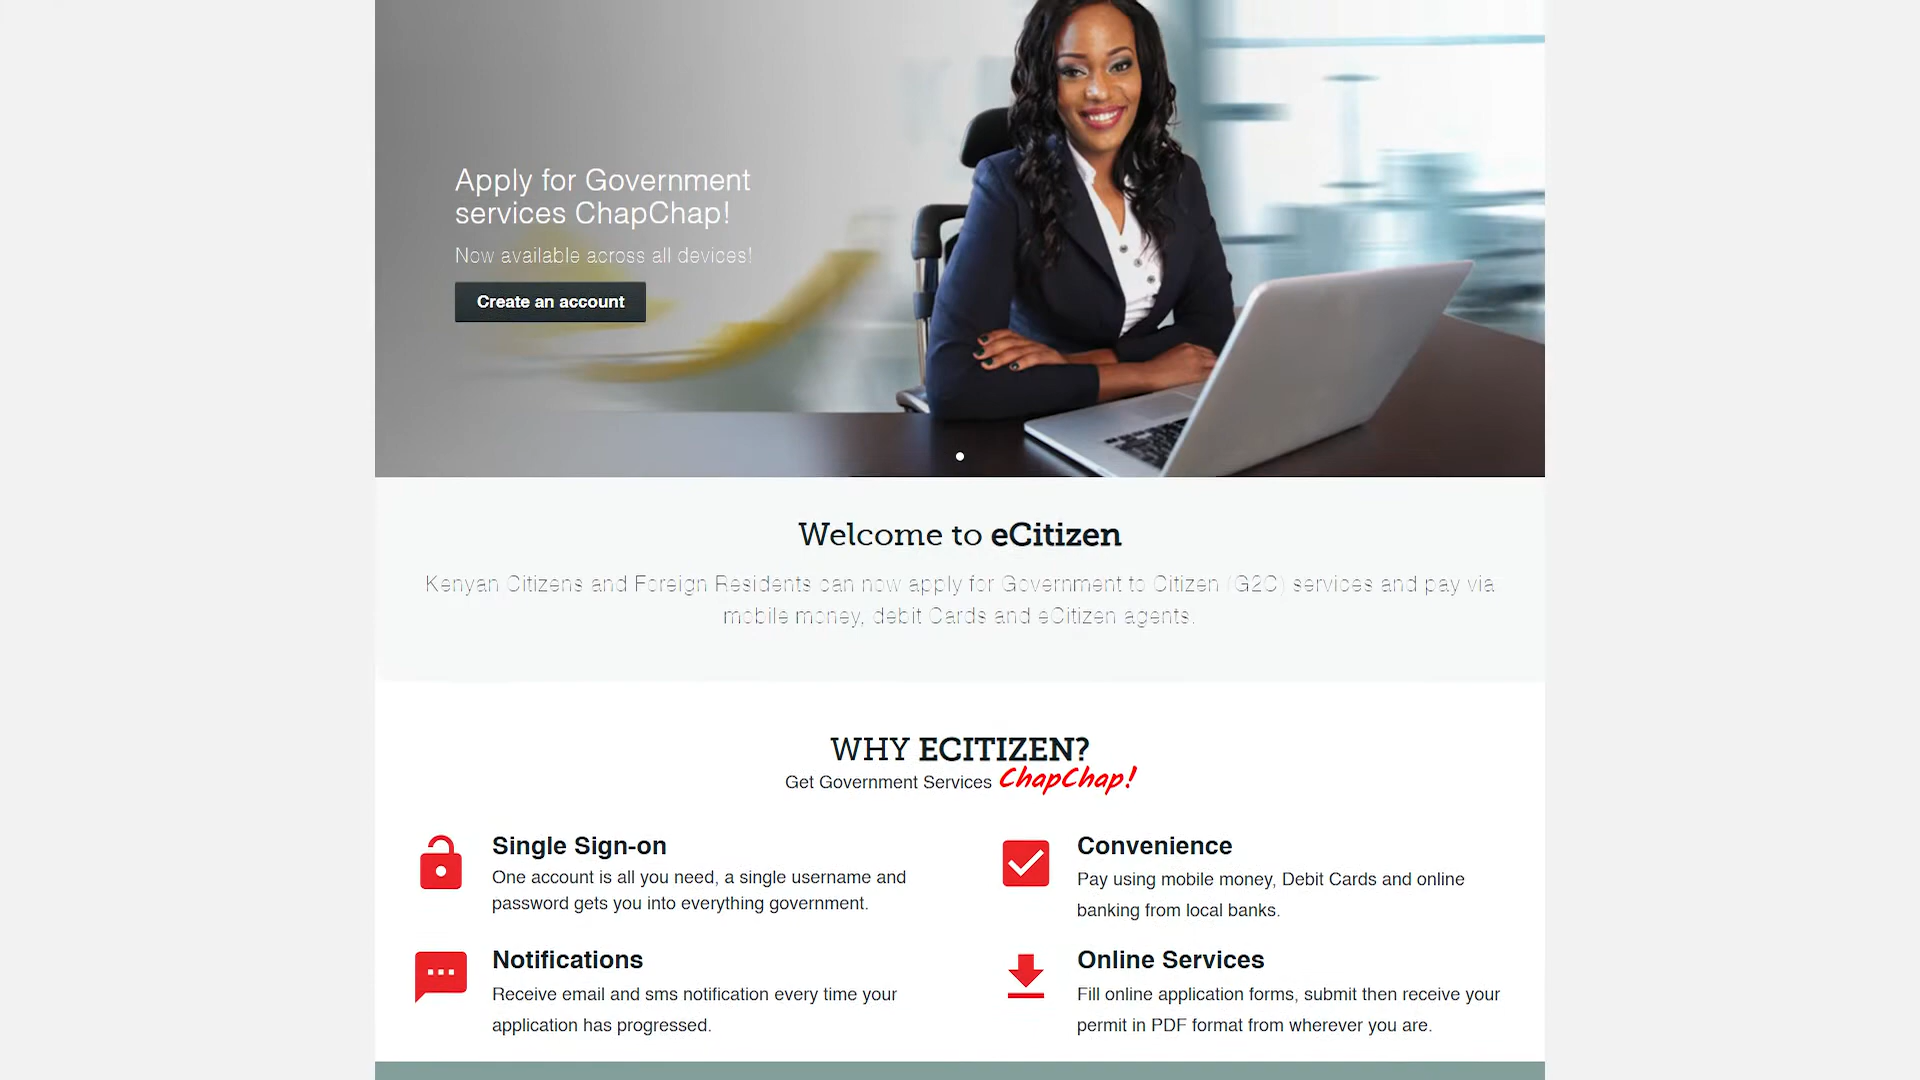 Apply for Government
services ChapChap!
Now available across all devices!
Create an account
Welcome to eCitizen
Kenyan Citizens and Foreign Residents can now apply for Government to Citizen (G2C) services and pay via
mobile money, debit Cards and eCitizen agents.
WHY ECITIZEN?
Get Government Services ChapChap!
Single Sign-on
One account is all you need, a single username and
password gets you into everything government.
Convenience
Pay using mobile money, Debit Cards and online
banking from local banks.
Notifications
Receive email and sms notification every time your
application has progressed.
Online Services
Fill online application forms, submit then receive your
permit in PDF format from wherever you are.